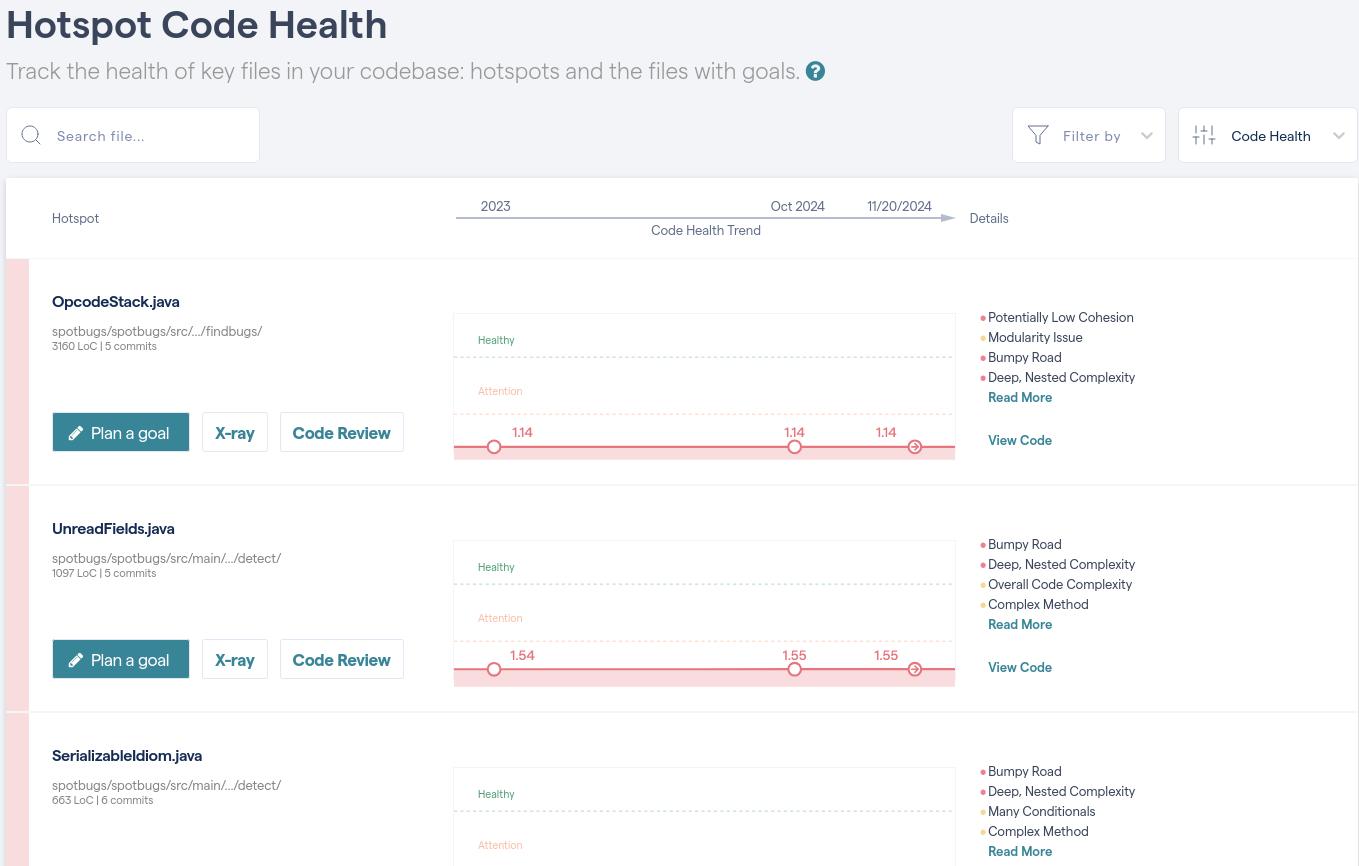 Hotspot Code Health
Track the health of key files in your codebase: hotspots and the files with goals. ?
Search file...
Filter by
Code Health
Hotspot
2023 Oct 2024 11/20/2024
Code Health Trend
Details
OpcodeStack.java
spotbugs/spotbugs/src/.../findbugs/
3160 LoC | 5 commits
Plan a goal X-ray Code Review
Healthy
Attention
1.14 1.14 1.14
Potentially Low Cohesion
Modularity Issue
Bumpy Road
Deep, Nested Complexity
Read More
View Code
UnreadFields.java
spotbugs/spotbugs/src/main/.../detect/
1097 LoC | 5 commits
Plan a goal X-ray Code Review
Healthy
Attention
1.54 1.55 1.55
Bumpy Road
Deep, Nested Complexity
Overall Code Complexity
Complex Method
Read More
View Code
SerializableIdiom.java
spotbugs/spotbugs/src/main/.../detect/
663 LoC | 6 commits
Healthy
Attention
Bumpy Road
Deep, Nested Complexity
Many Conditionals
Complex Method
Read More